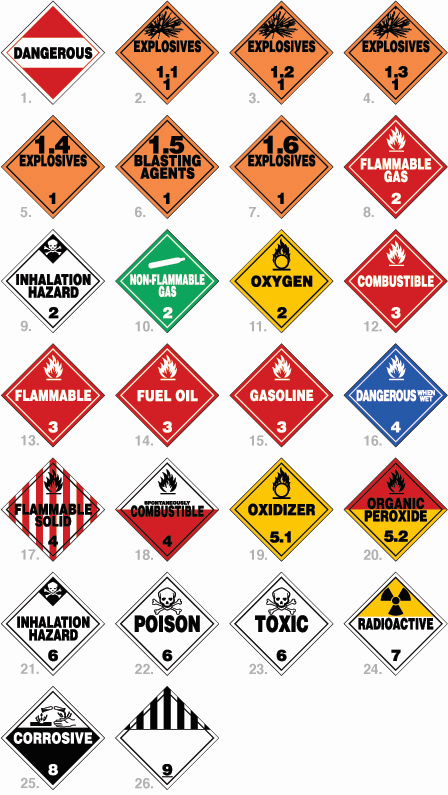 DANGEROUS
1.
EXPLOSIVES
1.1
1
2.
EXPLOSIVES
1.2
1
3.
EXPLOSIVES
1.3
1
4.
1.4
EXPLOSIVES
1
5.
1.5
BLASTING
AGENTS
1
6.
1.6
EXPLOSIVES
1
7.
FLAMMABLE
GAS
2
8.
INHALATION
HAZARD
2
9.
NON-FLAMMABLE
GAS
2
10.
OXYGEN
2
11.
COMBUSTIBLE
3
12.
FLAMMABLE
3
13.
FUEL OIL
3
14.
GASOLINE
3
15.
DANGEROUS WHEN WET
4
16.
FLAMMABLE
SOLID
4
17.
SPONTANEOUSLY
COMBUSTIBLE
4
18.
OXIDIZER
5.1
19.
ORGANIC
PEROXIDE
5.2
20.
INHALATION
HAZARD
6
21.
POISON
6
22.
TOXIC
6
23.
RADIOACTIVE
7
24.
CORROSIVE
8
25.
9
26.